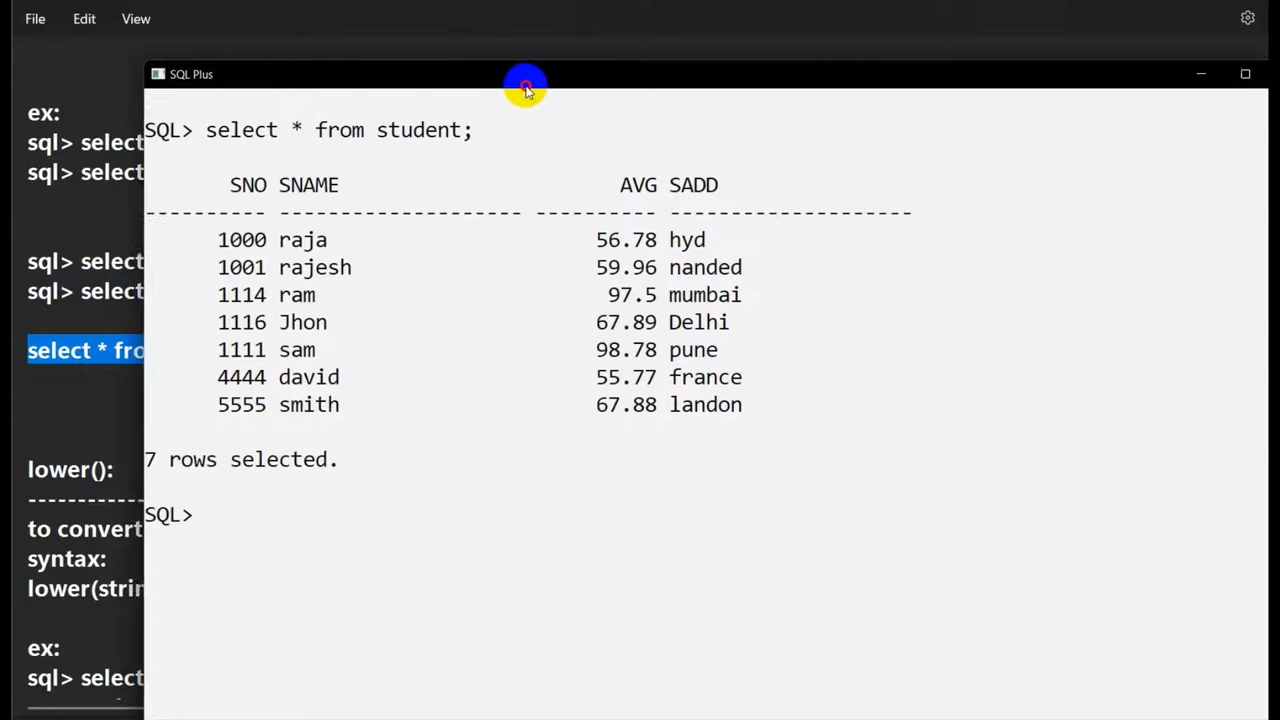 File Edit View
SQL Plus
ex:
sql> select
sql> select
sql> select
sql> select
select * fro
lower():
-----------
to convert
syntax:
lower(strin
ex:
sql> select
SQL> select * from student;
SNO SNAME AVG SADD
---------- -------------------- ---------- --------------------
1000 raja 56.78 hyd
1001 rajesh 59.96 nanded
1114 ram 97.5 mumbai
1116 Jhon 67.89 Delhi
1111 sam 98.78 pune
4444 david 55.77 france
5555 smith 67.88 landon
7 rows selected.
SQL>